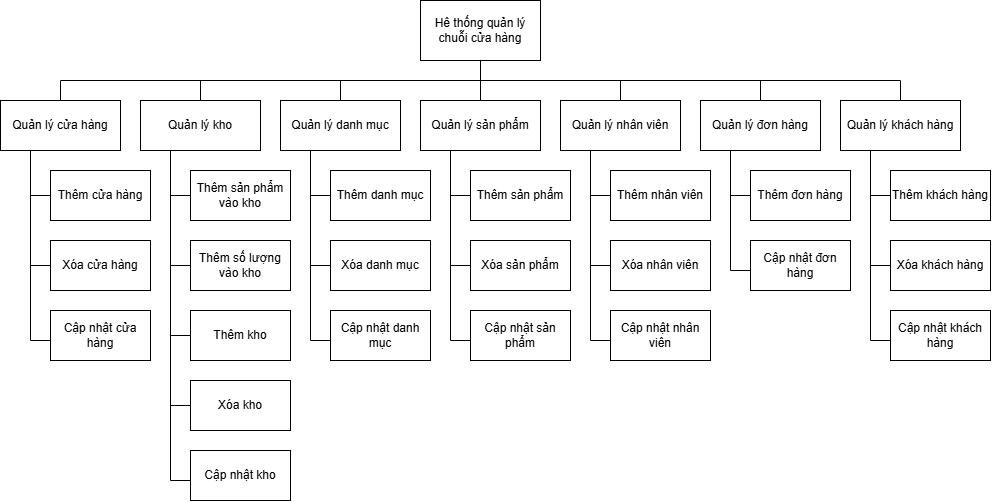 Hê thống quản lý
chuỗi cửa hàng
Quản lý cửa hàng
Quản lý kho
Quản lý danh mục
Quản lý sản phẩm
Quản lý nhân viên
Quản lý đơn hàng
Quản lý khách hàng
Thêm cửa hàng
Xóa cửa hàng
Cập nhật cửa
hàng
Thêm sản phẩm
vào kho
Thêm số lượng
vào kho
Thêm kho
Xóa kho
Cập nhật kho
Thêm danh mục
Xóa danh mục
Cập nhật danh
mục
Thêm sản phẩm
Xóa sản phẩm
Cập nhật sản
phẩm
Thêm nhân viên
Xóa nhân viên
Cập nhật nhân
viên
Thêm đơn hàng
Cập nhật đơn
hàng
Thêm khách hàng
Xóa khách hàng
Cập nhật khách
hàng